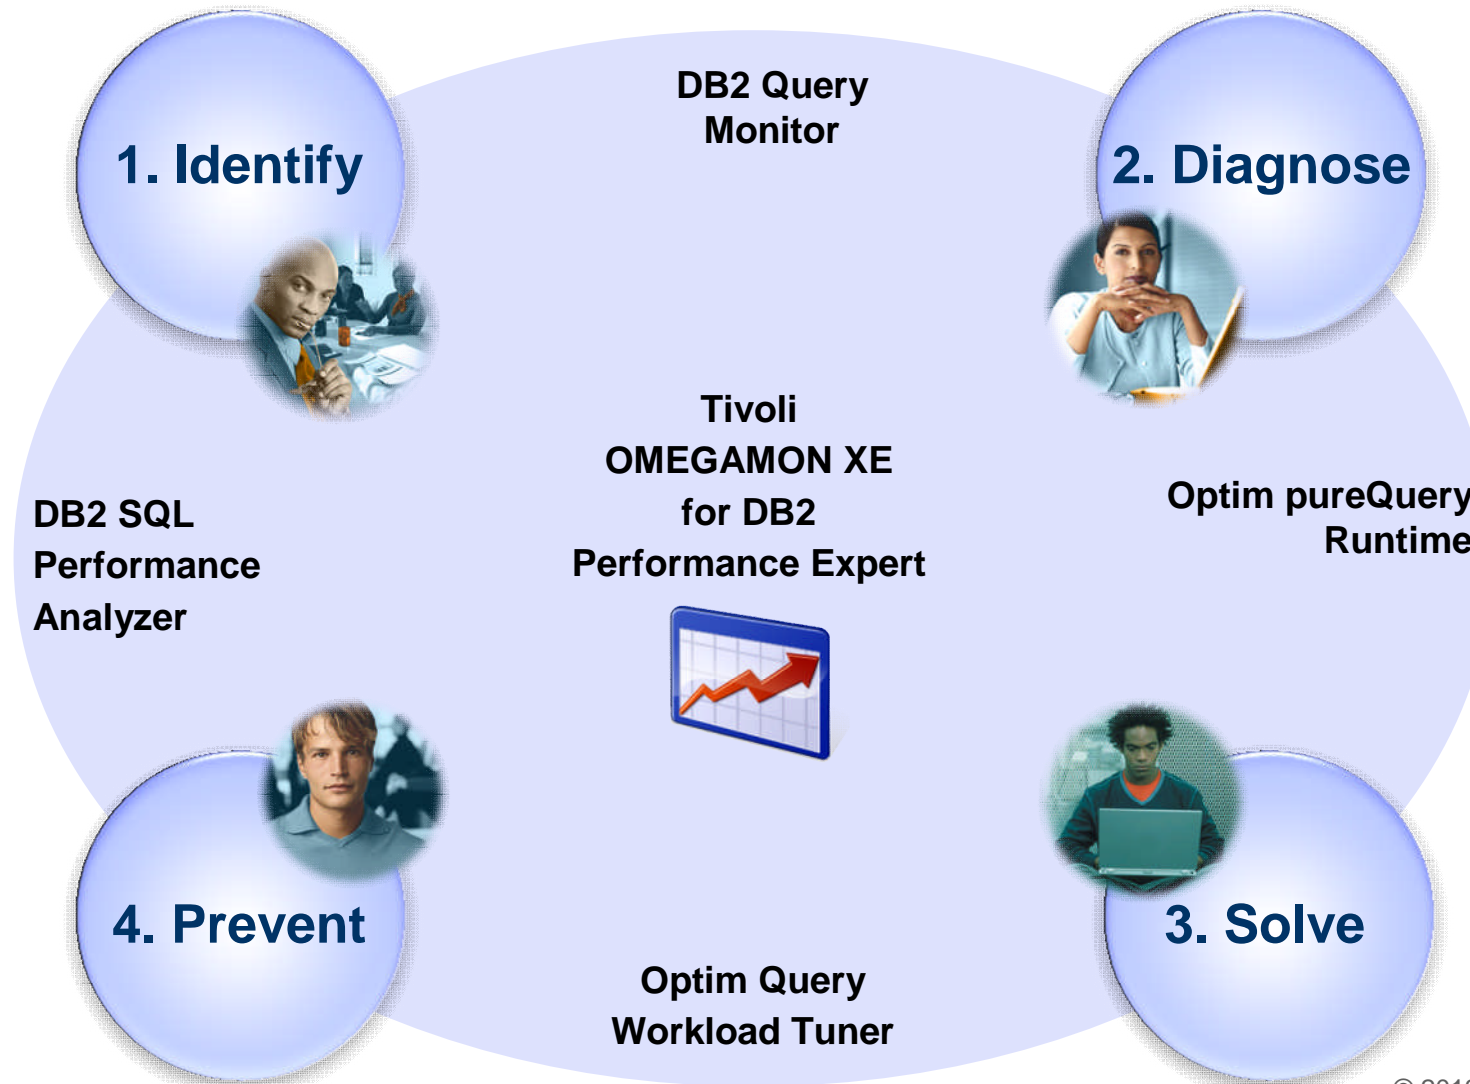 1. Identify
DB2 Query
Monitor
2. Diagnose
Tivoli
OMEGAMON XE
for DB2
Performance Expert
DB2 SQL
Performance
Analyzer
Optim pureQuery
Runtime
4. Prevent
3. Solve
Optim Query
Workload Tuner